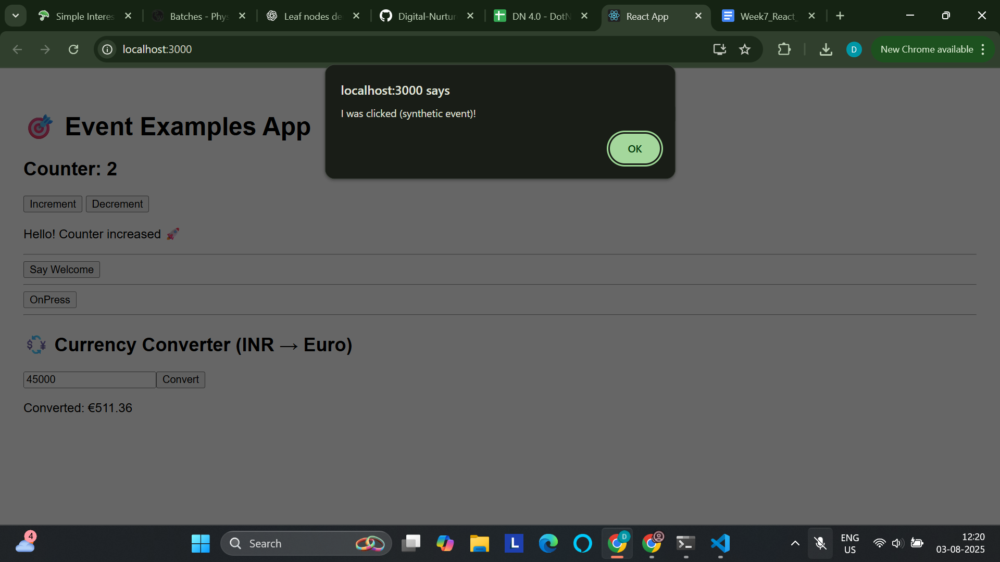 Simple Interes
Batches - Phys
Leaf nodes de
Digital-Nurtur
DN 4.0 - DotN
React App
Week7_React_
localhost:3000
D
New Chrome available
localhost:3000 says
I was clicked (synthetic event)!
OK
Event Examples App
Counter: 2
Increment Decrement
Hello! Counter increased 🚀
Say Welcome
OnPress
Currency Converter (INR → Euro)
45000 Convert
Converted: €511.36
4
Search
L
D
ENG
US
12:20
03-08-2025